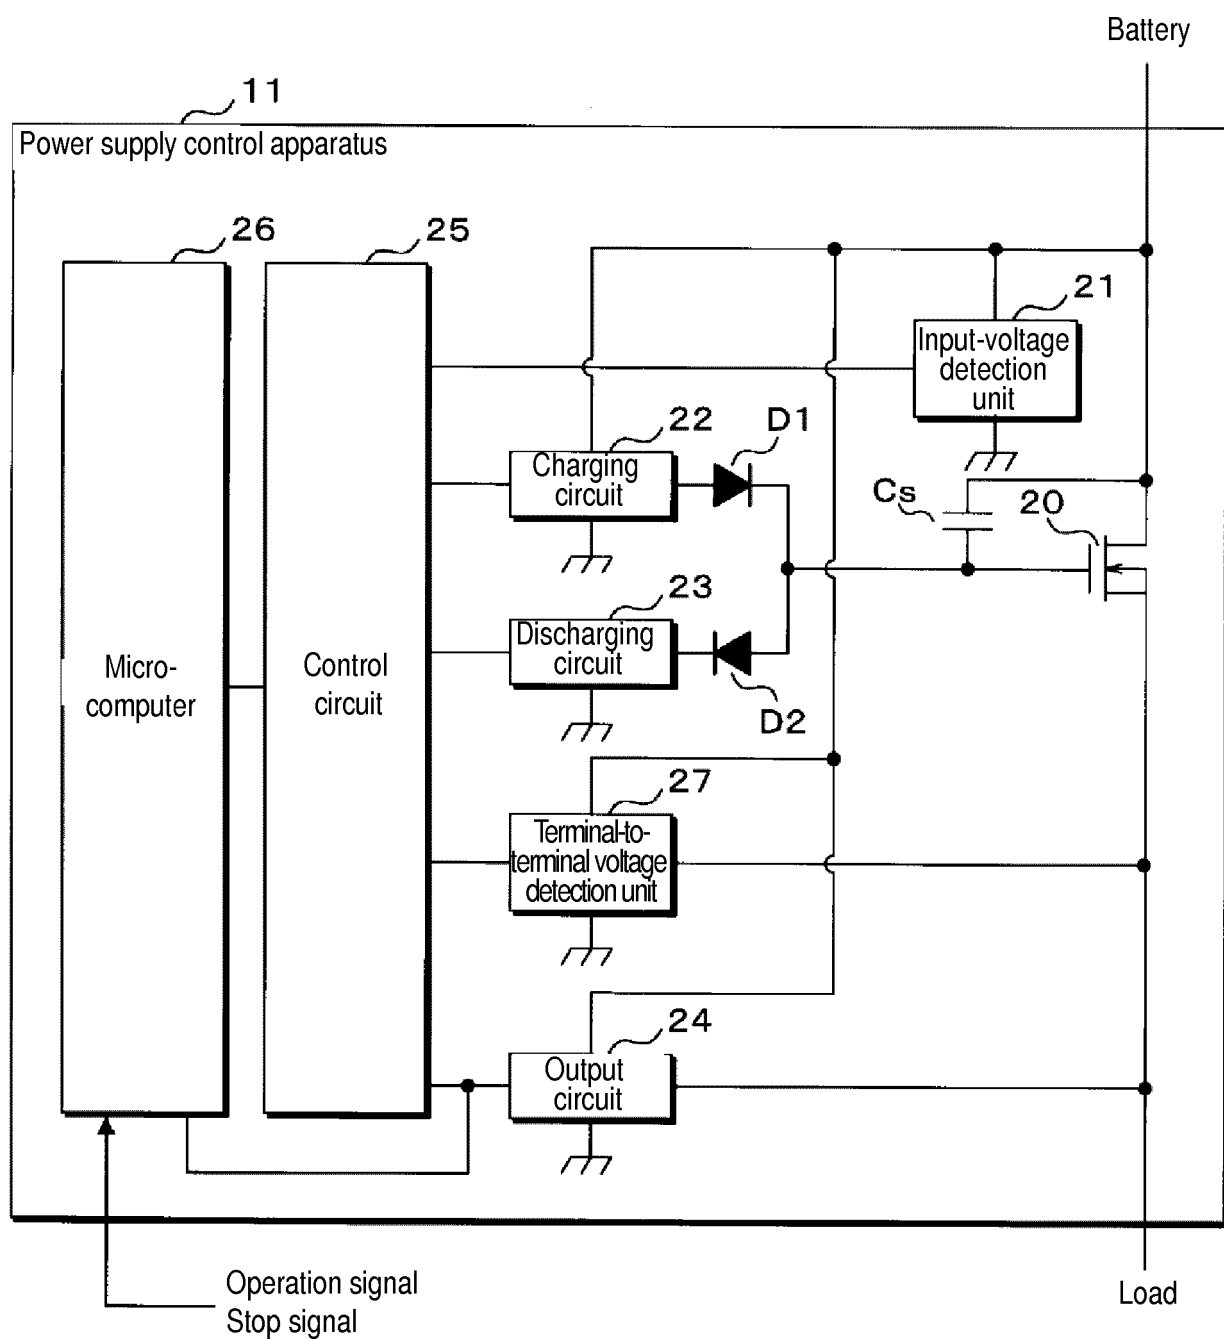 Battery
11
Power supply control apparatus
26
25
21
Input-voltage
detection
unit
22
D1
Charging
circuit
Cs
20
23
Discharging
circuit
D2
Micro-
computer
Control
circuit
27
Terminal-to-
terminal voltage
detection unit
24
Output
circuit
Operation signal
Stop signal
Load